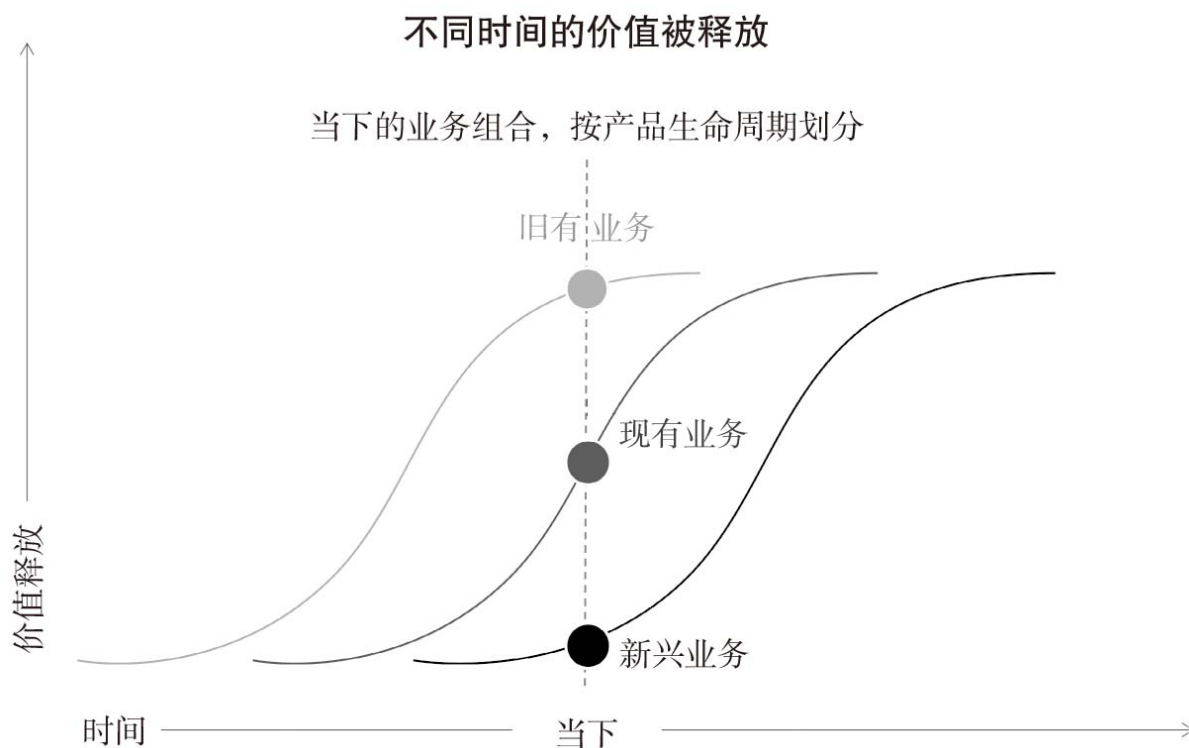 不同时间的价值被释放
当下的业务组合，按产品生命周期划分
旧有业务
现有业务
新兴业务
价值释放
时间
当下